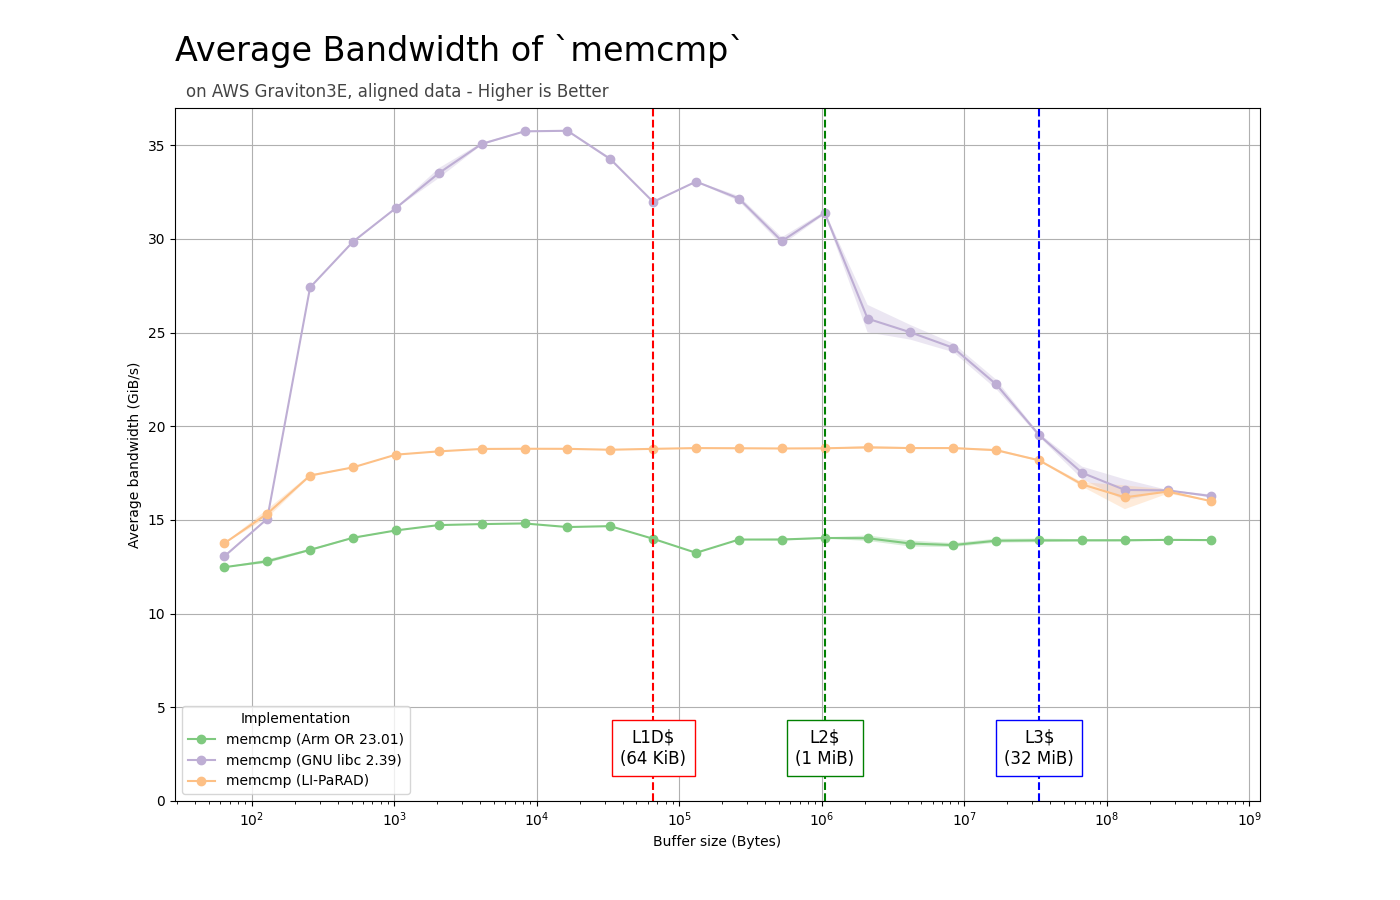 Average Bandwidth of `memcmp`
on AWS Graviton3E, aligned data - Higher is Better
Average bandwidth (GiB/s)
35
30
25
20
15
10
5
0
Implementation
memcmp (Arm OR 23.01)
memcmp (GNU libc 2.39)
memcmp (LI-PaRAD)
L1D$
(64 KiB)
L2$
(1 MiB)
L3$
(32 MiB)
10² 10³ 10⁴ 10⁵ 10⁶ 10⁷ 10⁸ 10⁹
Buffer size (Bytes)